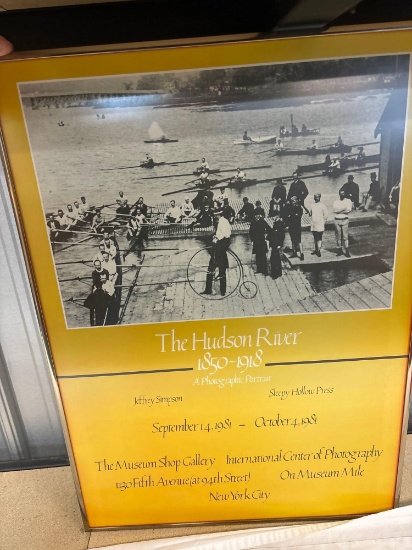 The Hudson River
1850-1918
A Photographic Portrait
Jeffrey Simpson Sleepy Hollow Press
September 14, 1981 – October 4, 1981
The Museum Shop Gallery International Center of Photography
1130 Fifth Avenue (at 94th Street) On Museum Mile
New York City